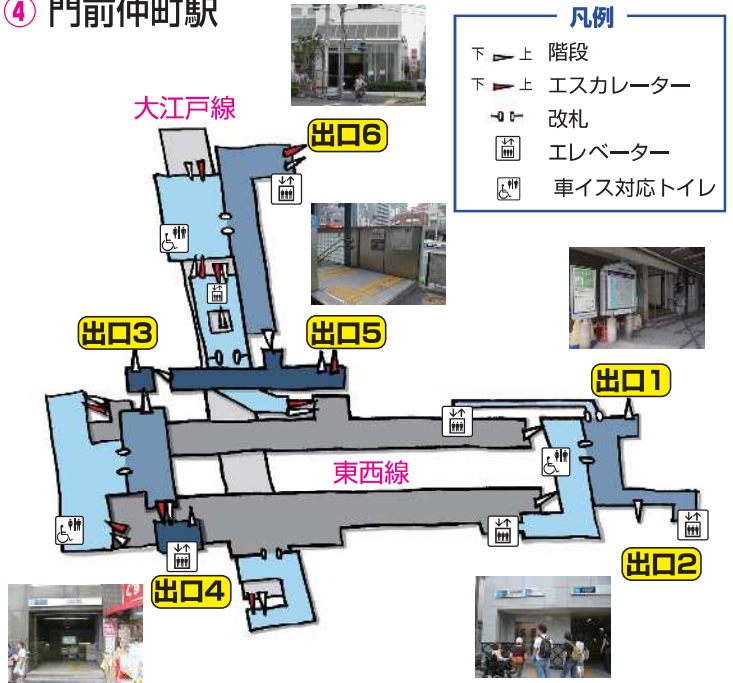 ④ 門前仲町駅
凡例
下 上 階段
下 上 エスカレーター
改札
エレベーター
車イス対応トイレ
大江戸線
出口6
出口3
出口5
出口1
東西線
出口4
出口2